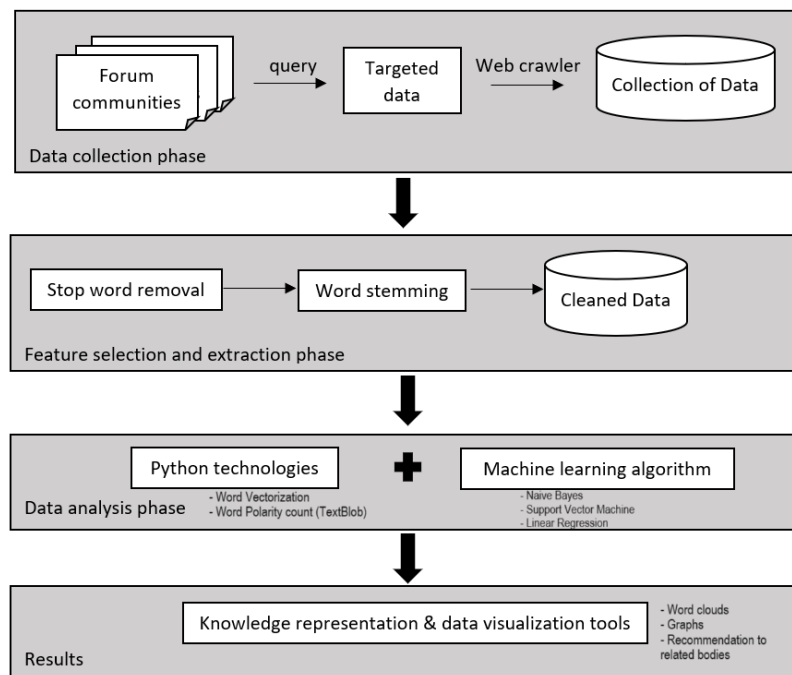 Forum
communities
query
Targeted
data
Web crawler
Collection of Data
Data collection phase
Stop word removal
Word stemming
Cleaned Data
Feature selection and extraction phase
Python technologies
- Word Vectorization
- Word Polarity count (TextBlob)
Machine learning algorithm
- Naive Bayes
- Support Vector Machine
- Linear Regression
Data analysis phase
Knowledge representation & data visualization tools
- Word clouds
- Graphs
- Recommendation to
related bodies
Results